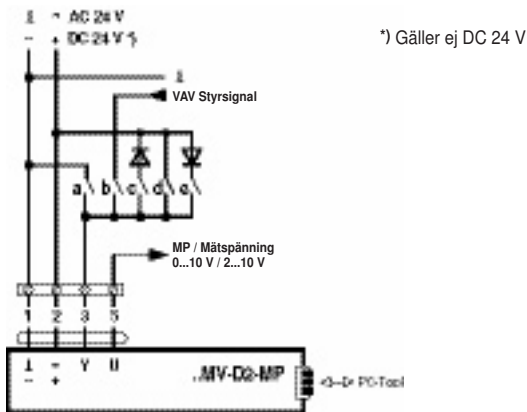 ⊥ ~ AC 24 V
– + DC 24 V *)
*) Gäller ej DC 24 V
⊥
VAV Styrsignal
a b c d e
MP / Mätspänning
0...10 V / 2...10 V
1 2 3 5
⊥ ~ Y U
– +
..MV-D2-MP
PC-Tool